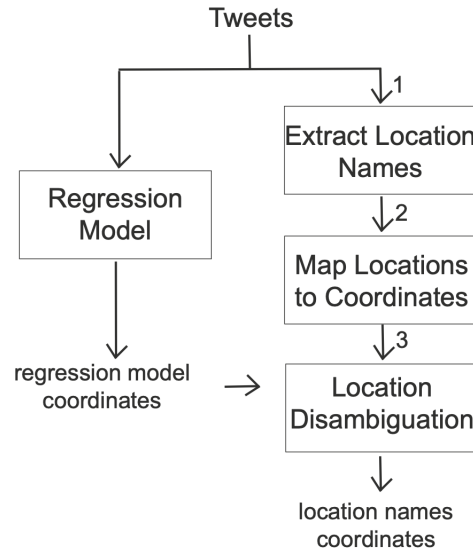 Tweets
1
Extract Location
Names
Regression
Model
2
Map Locations
to Coordinates
3
regression model
coordinates
Location
Disambiguation
location names
coordinates